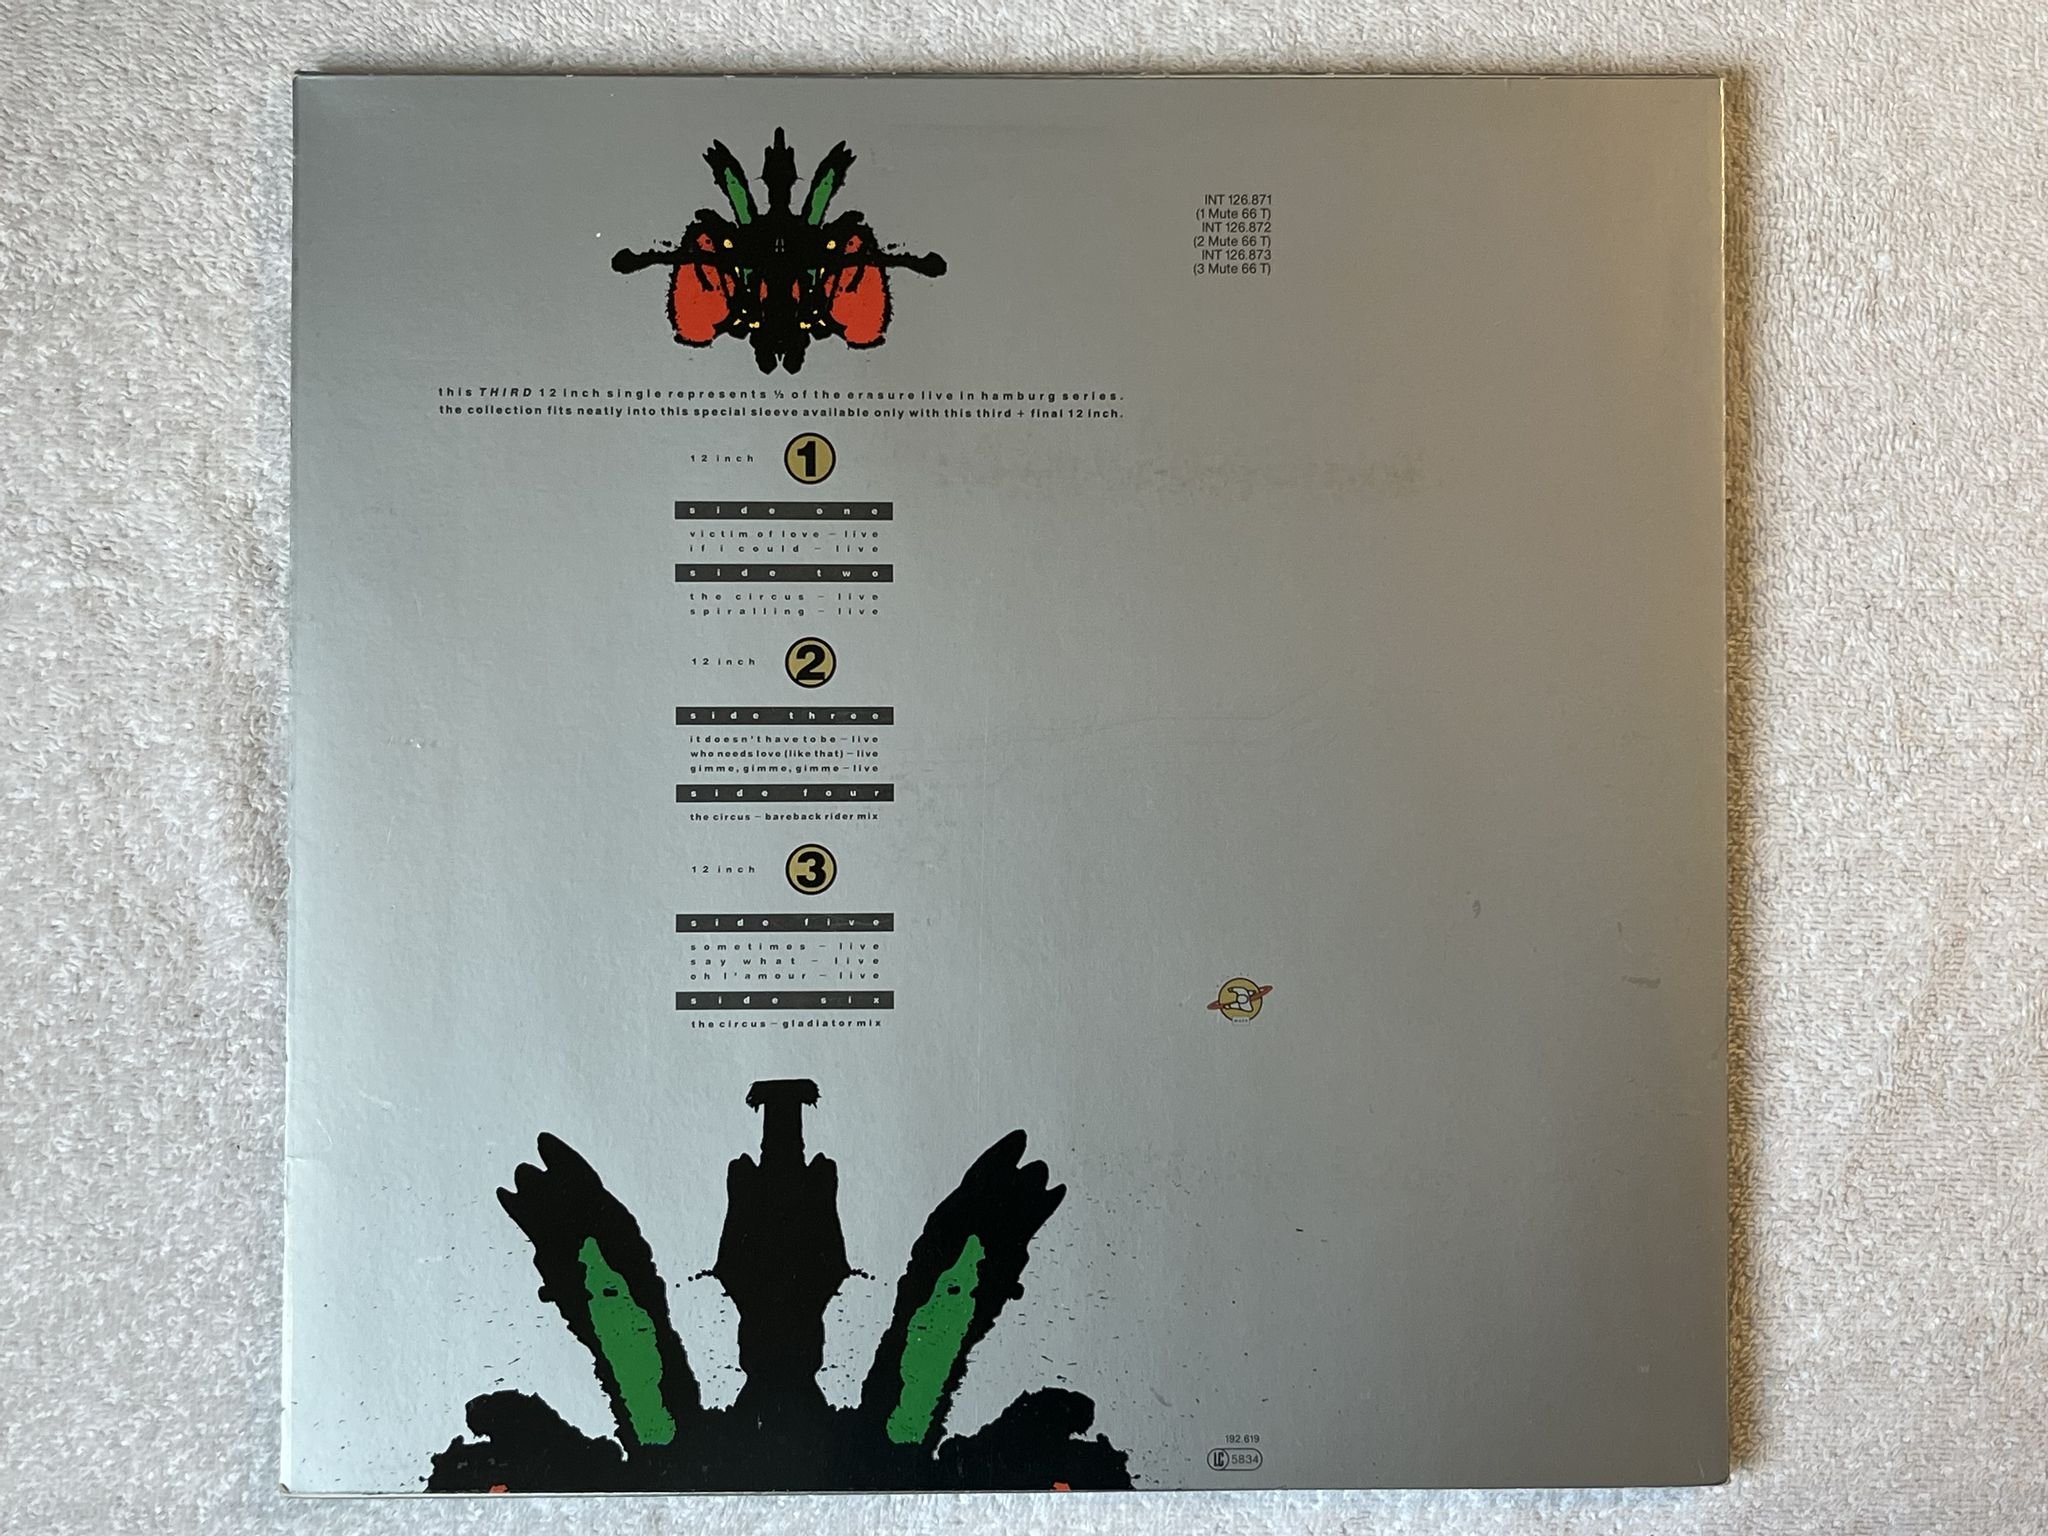 INT 126.871
(1 Mute 66 T)
INT 126.872
(2 Mute 66 T)
INT 126.873
(3 Mute 66 T)
this THIRD 12 inch single represents ⅓ of the erasure live in hamburg series.
the collection fits neatly into this special sleeve available only with this third + final 12 inch.
12 inch 1
side one
victim of love – live
if i could – live
side two
the circus – live
spiralling – live
12 inch 2
side three
it doesn't have to be – live
who needs love (like that) – live
gimme, gimme, gimme – live
side four
the circus – bareback rider mix
12 inch 3
side five
sometimes – live
say what – live
oh l'amour – live
side six
the circus – gladiator mix
mute
192.619
LC 5834